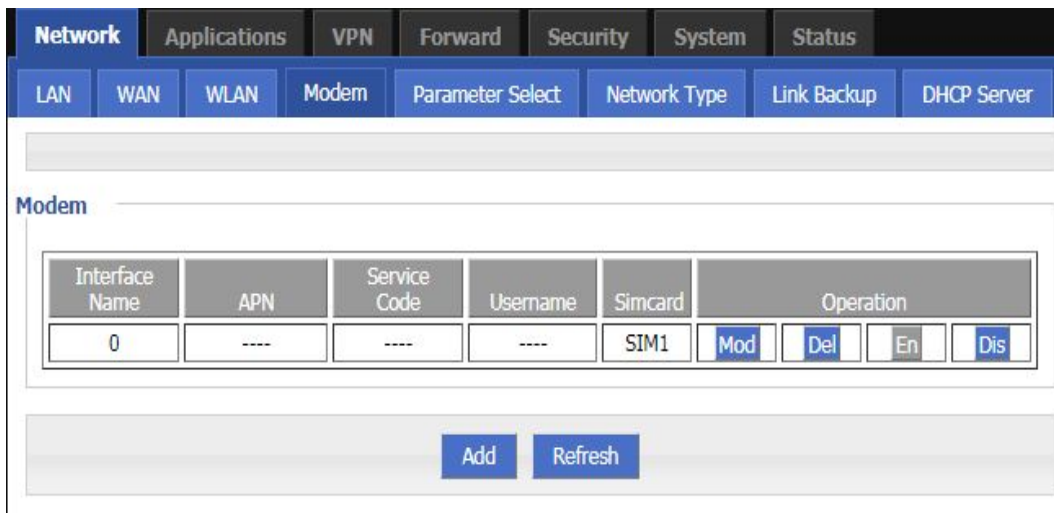 Network Applications VPN Forward Security System Status
LAN WAN WLAN Modem Parameter Select Network Type Link Backup DHCP Server
Modem
Interface Name APN Service Code Username Simcard Operation
0 ---- ---- ---- SIM1 Mod Del En Dis
Add Refresh